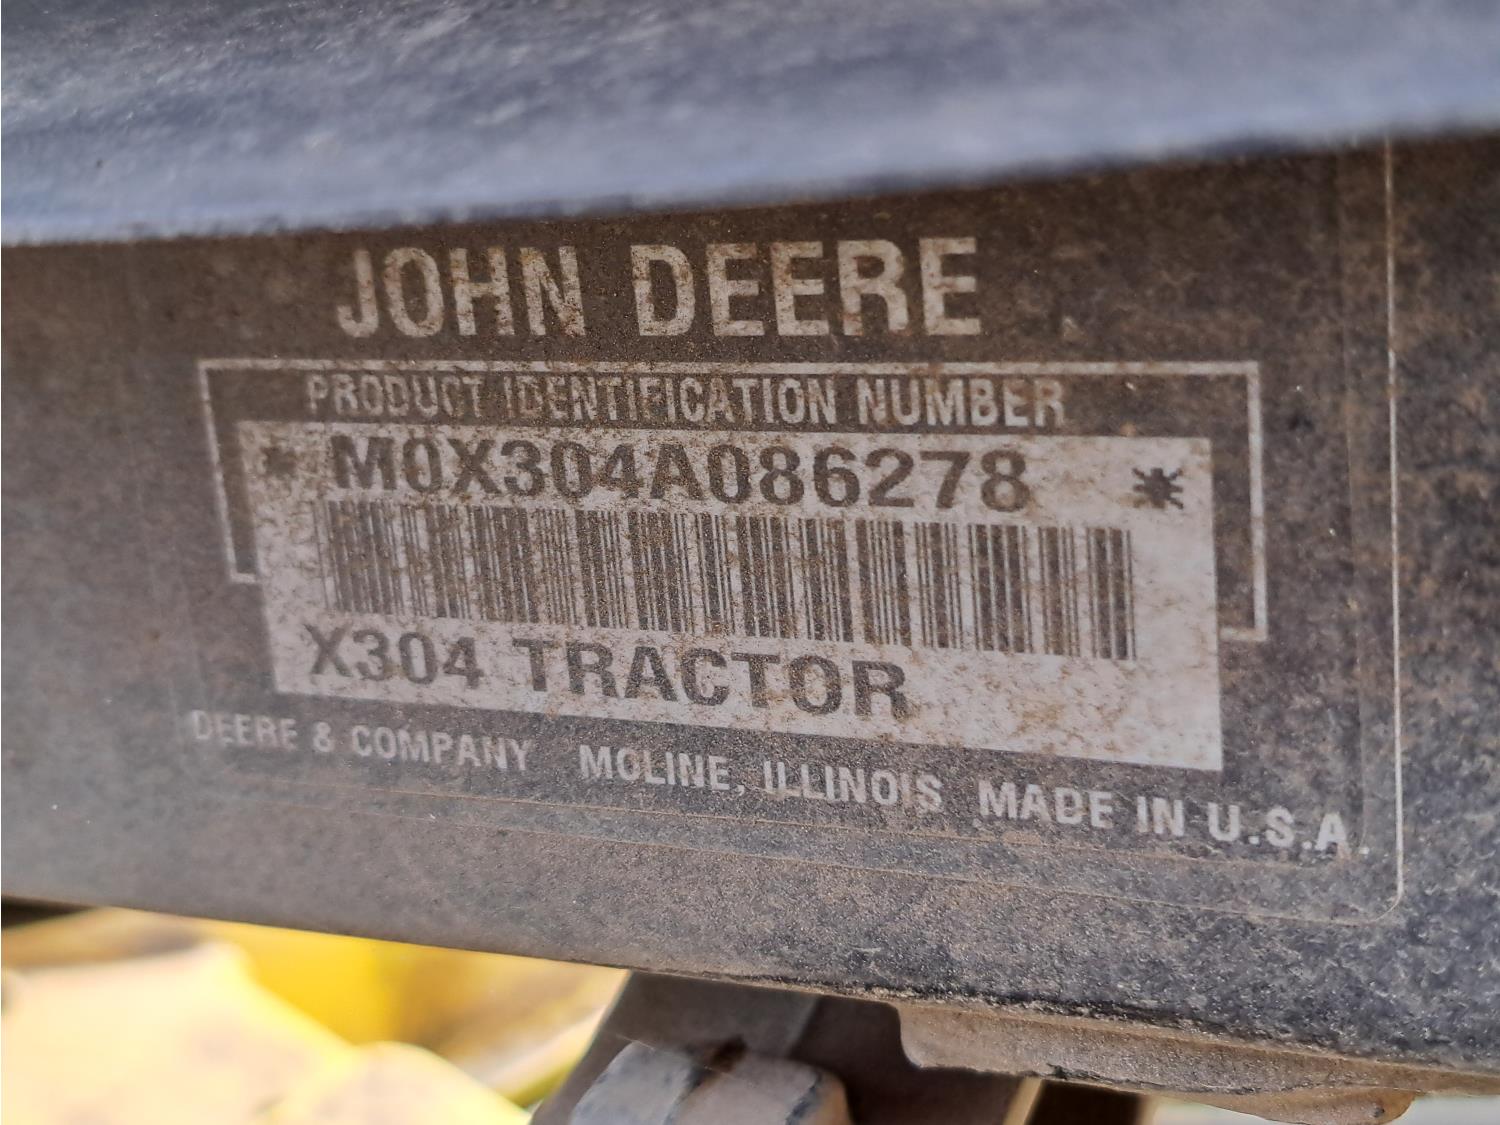 JOHN DEERE
PRODUCT IDENTIFICATION NUMBER
* M0X304A086278 *
X304 TRACTOR
DEERE & COMPANY MOLINE, ILLINOIS MADE IN U.S.A.